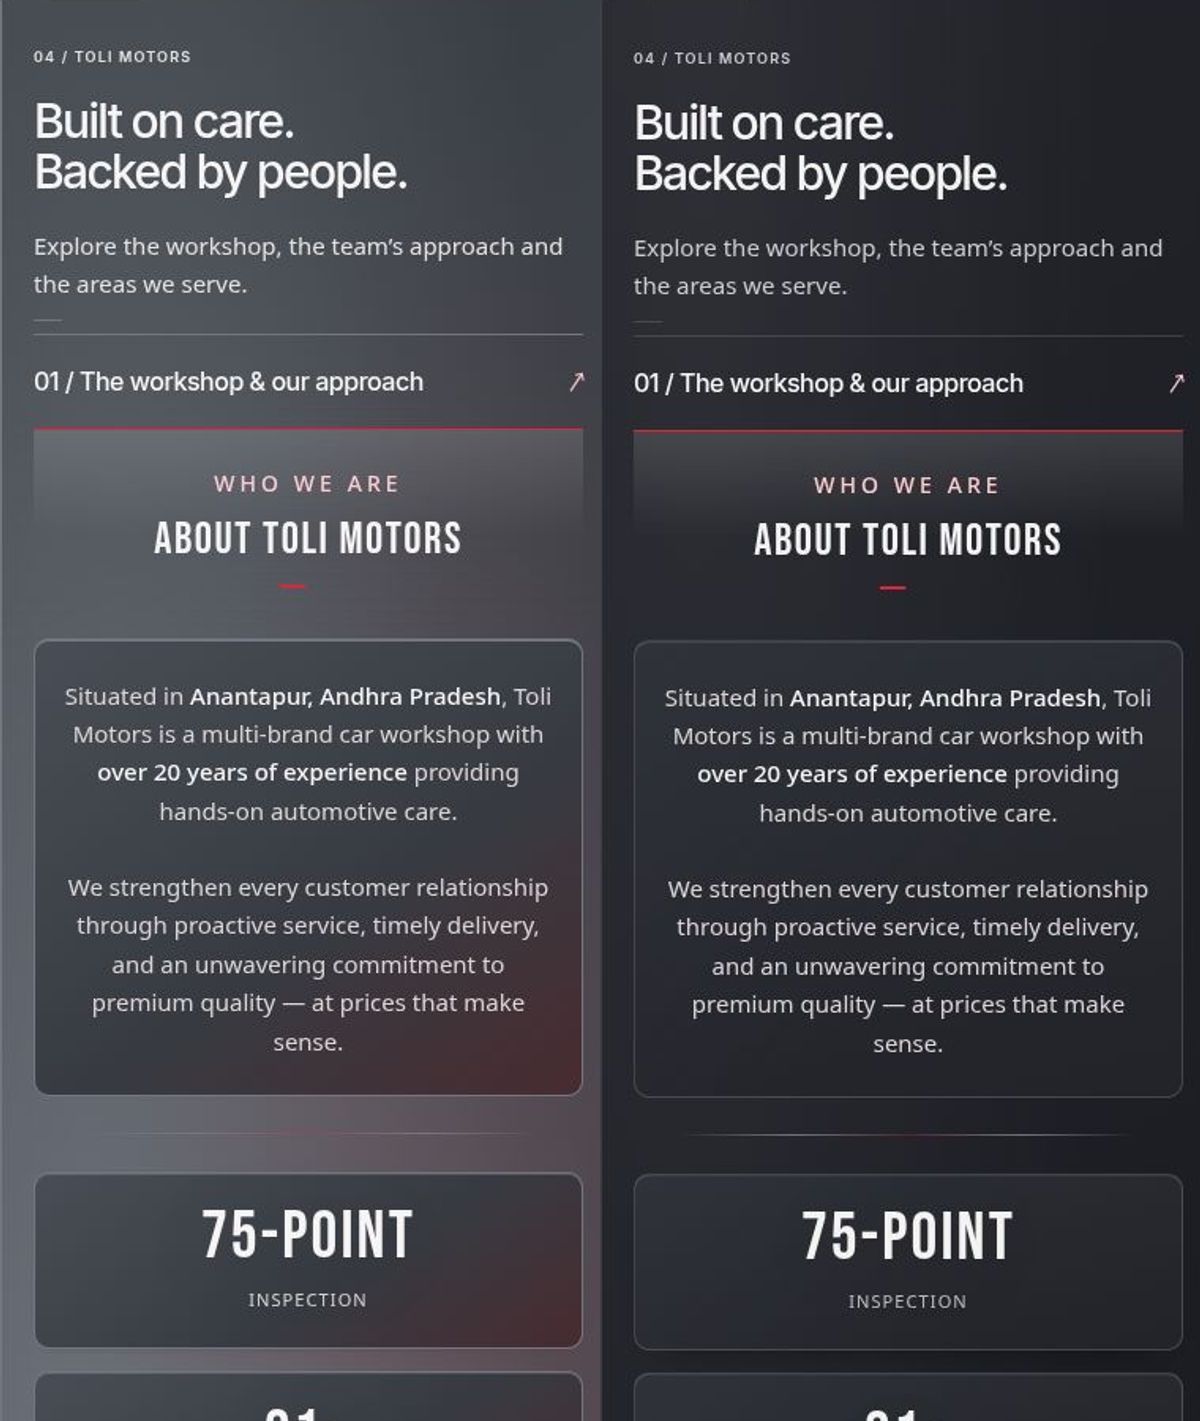 04 / TOLI MOTORS
Built on care.
Backed by people.
Explore the workshop, the team’s approach and
the areas we serve.
01 / The workshop & our approach ↗
WHO WE ARE
ABOUT TOLI MOTORS
Situated in Anantapur, Andhra Pradesh, Toli
Motors is a multi-brand car workshop with
over 20 years of experience providing
hands-on automotive care.
We strengthen every customer relationship
through proactive service, timely delivery,
and an unwavering commitment to
premium quality — at prices that make
sense.
75-POINT
INSPECTION
04 / TOLI MOTORS
Built on care.
Backed by people.
Explore the workshop, the team’s approach and
the areas we serve.
01 / The workshop & our approach ↗
WHO WE ARE
ABOUT TOLI MOTORS
Situated in Anantapur, Andhra Pradesh, Toli
Motors is a multi-brand car workshop with
over 20 years of experience providing
hands-on automotive care.
We strengthen every customer relationship
through proactive service, timely delivery,
and an unwavering commitment to
premium quality — at prices that make
sense.
75-POINT
INSPECTION